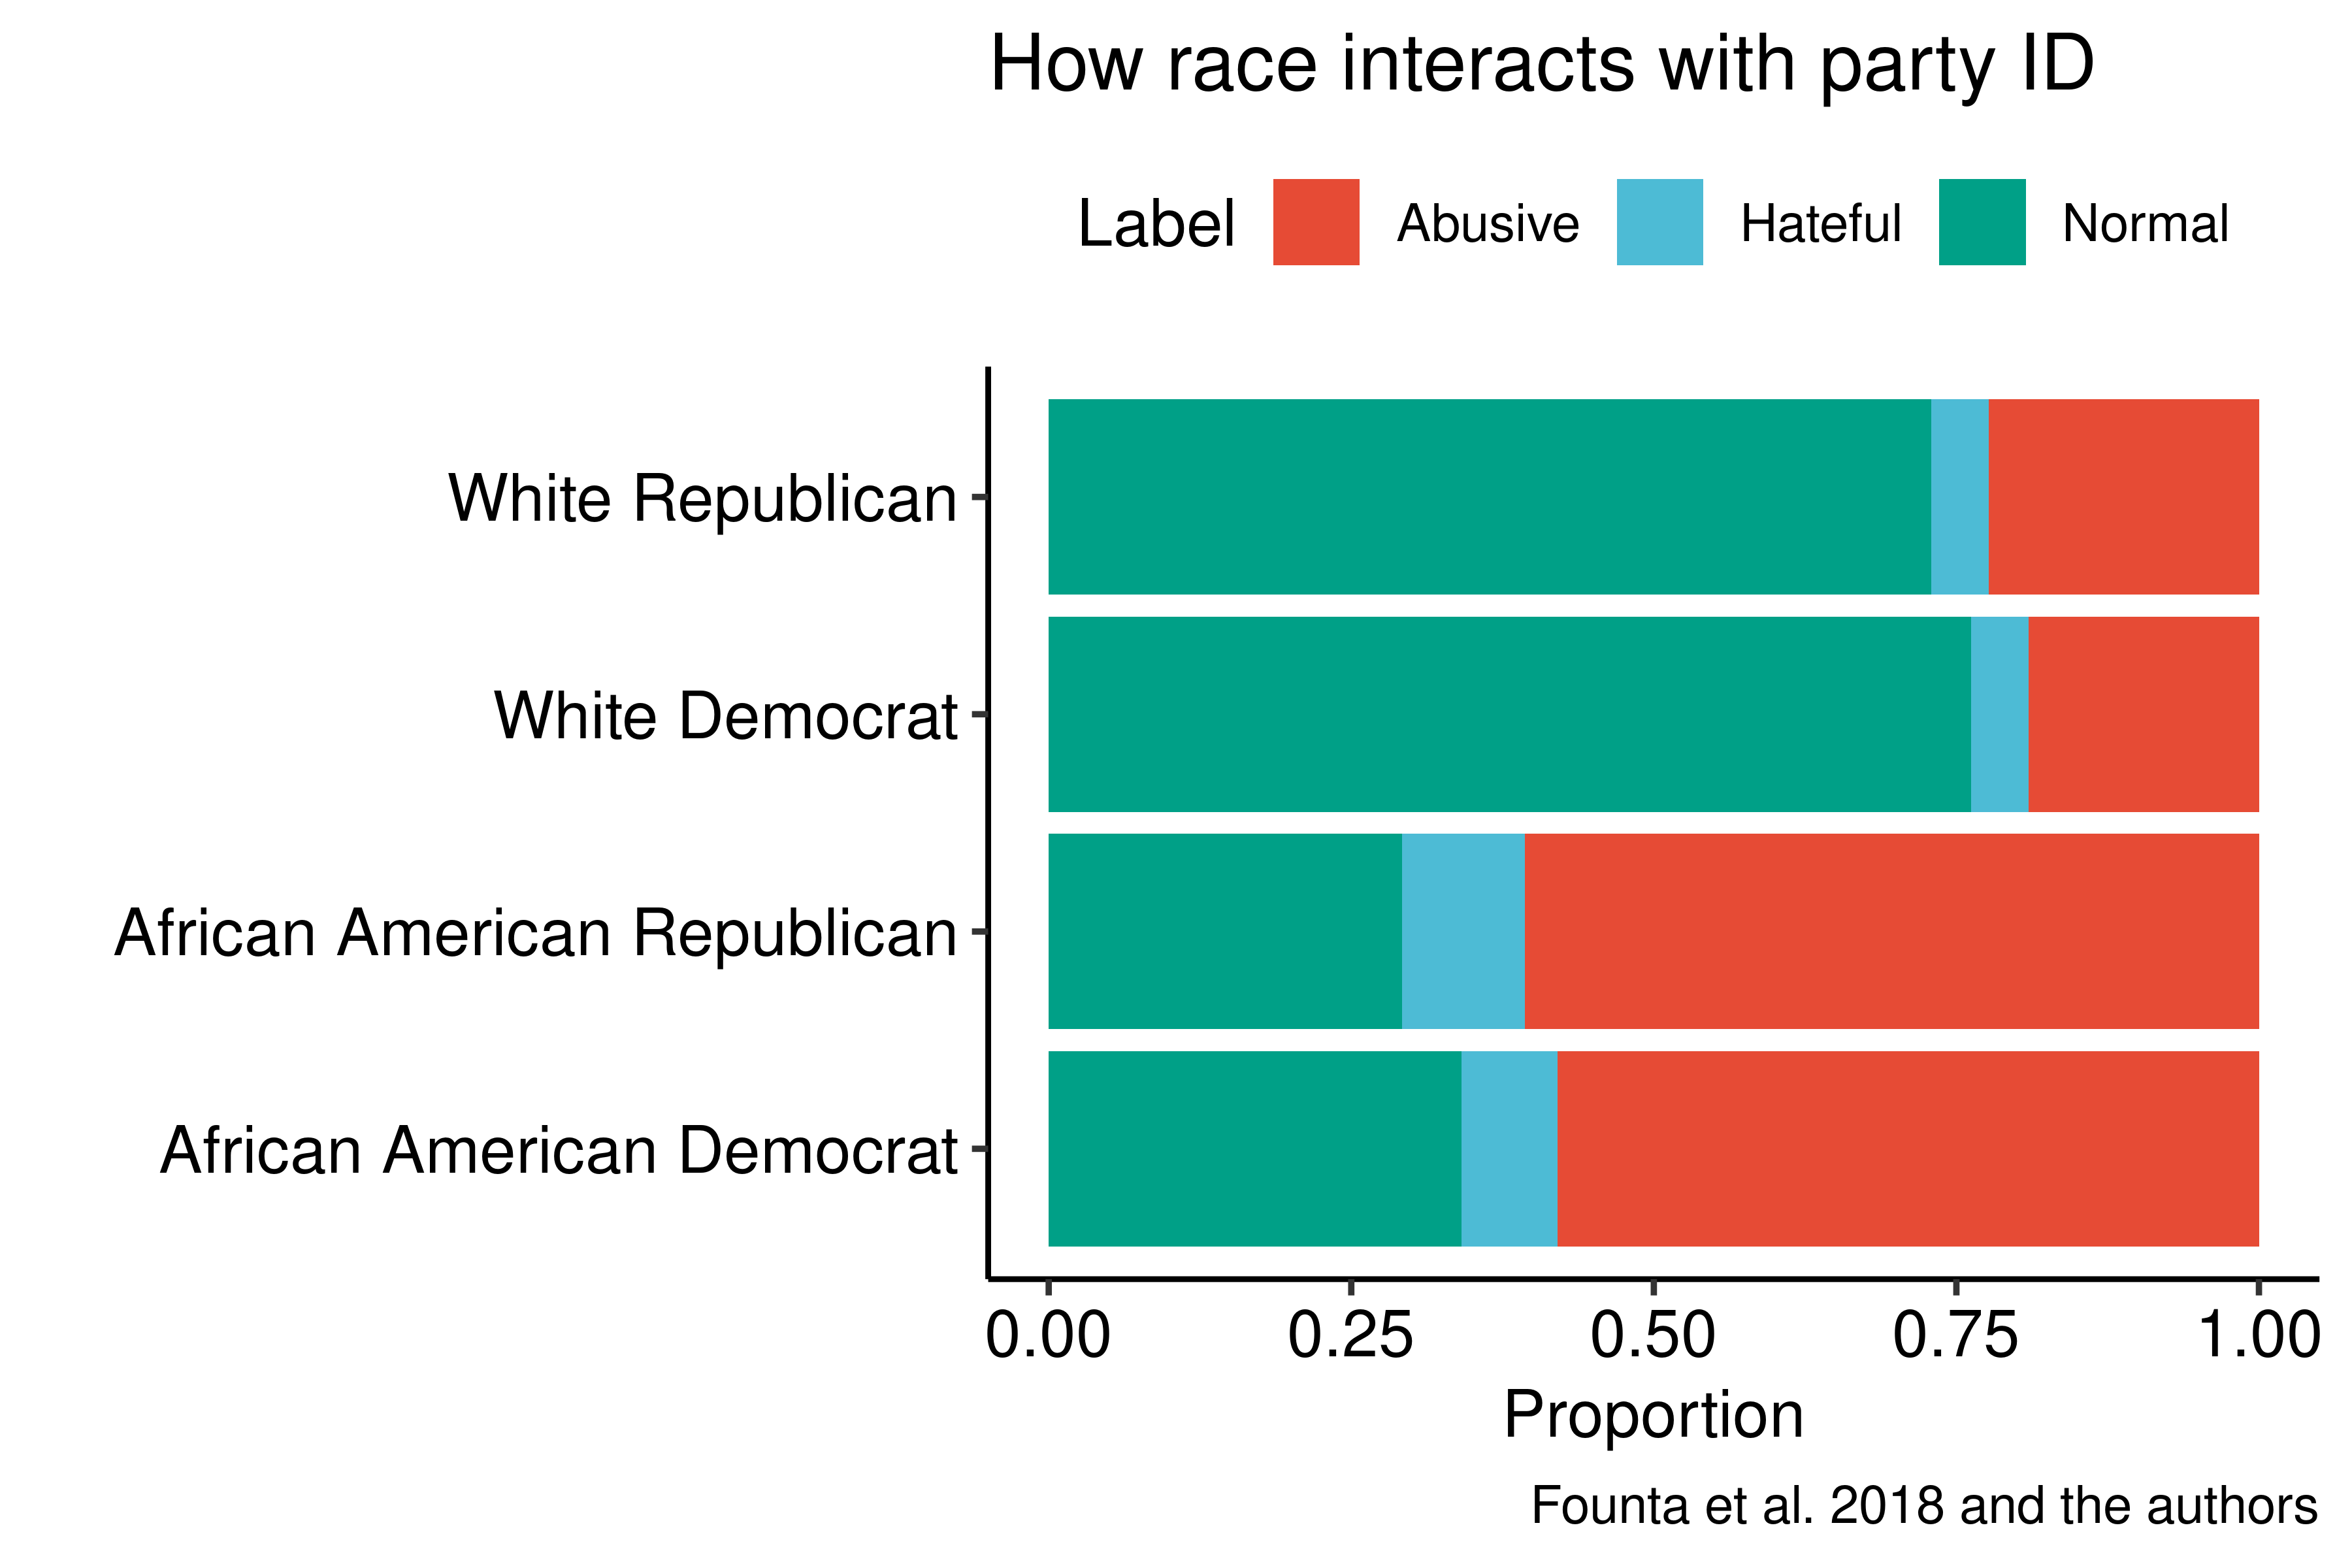 How race interacts with party ID
Label Abusive Hateful Normal
White Republican
White Democrat
African American Republican
African American Democrat
0.00 0.25 0.50 0.75 1.00
Proportion
Founta et al. 2018 and the authors